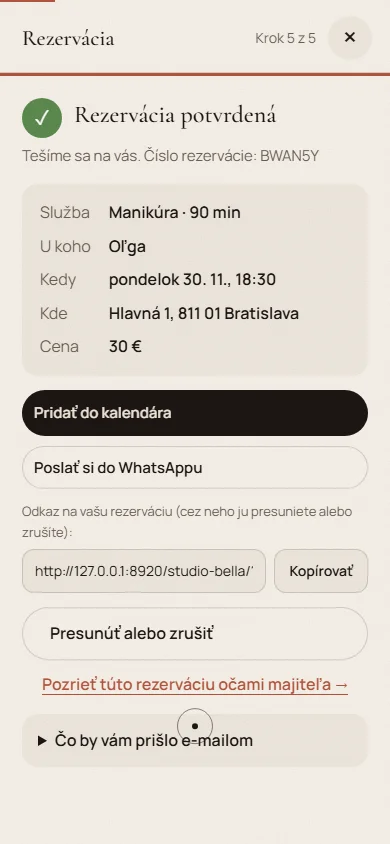 Rezervácia
Krok 5 z 5
Rezervácia potvrdená
Tešíme sa na vás. Číslo rezervácie: BWAN5Y
Služba Manikúra · 90 min
U koho Oľga
Kedy pondelok 30. 11., 18:30
Kde Hlavná 1, 811 01 Bratislava
Cena 30 €
Pridať do kalendára
Poslať si do WhatsAppu
Odkaz na vašu rezerváciu (cez neho ju presuniete alebo
zrušíte):
http://127.0.0.1:8920/studio-bella/
Kopírovať
Presunúť alebo zrušiť
Pozrieť túto rezerváciu očami majiteľa →
Čo by vám prišlo e-mailom